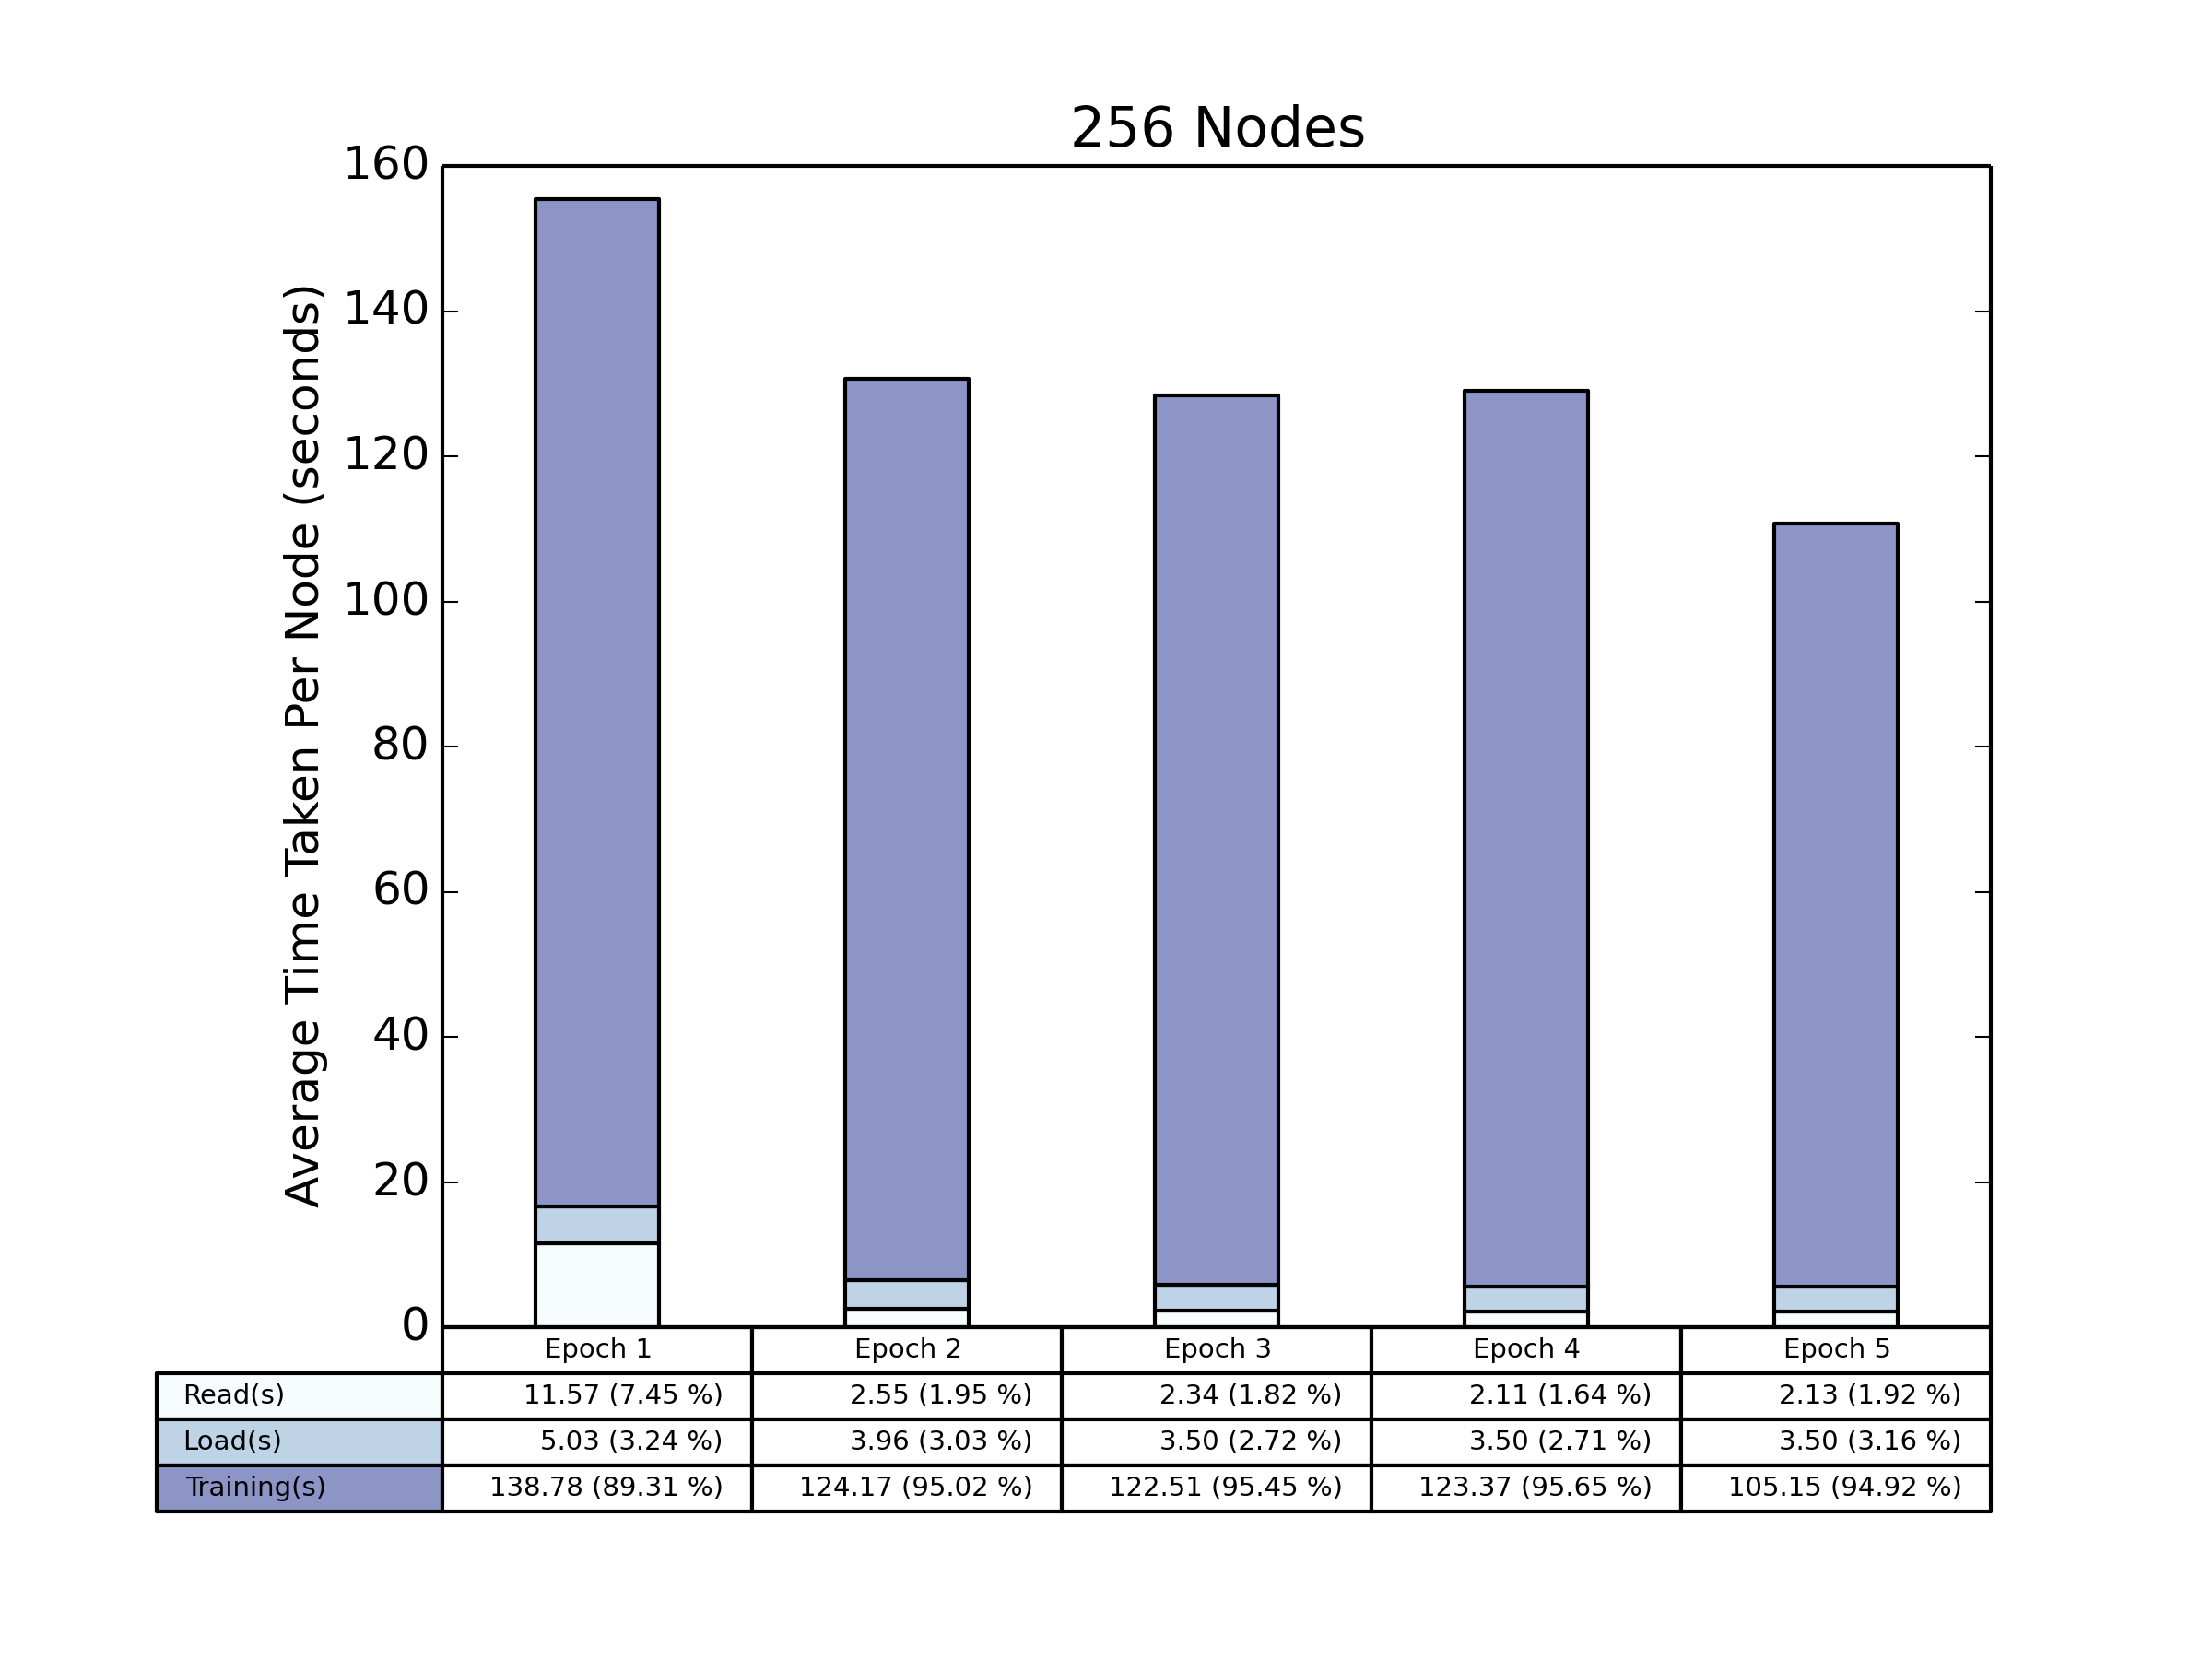 256 Nodes
Average Time Taken Per Node (seconds)
160
140
120
100
80
60
40
20
0
Epoch 1 Epoch 2 Epoch 3 Epoch 4 Epoch 5
Read(s) 11.57 (7.45 %) 2.55 (1.95 %) 2.34 (1.82 %) 2.11 (1.64 %) 2.13 (1.92 %)
Load(s) 5.03 (3.24 %) 3.96 (3.03 %) 3.50 (2.72 %) 3.50 (2.71 %) 3.50 (3.16 %)
Training(s) 138.78 (89.31 %) 124.17 (95.02 %) 122.51 (95.45 %) 123.37 (95.65 %) 105.15 (94.92 %)